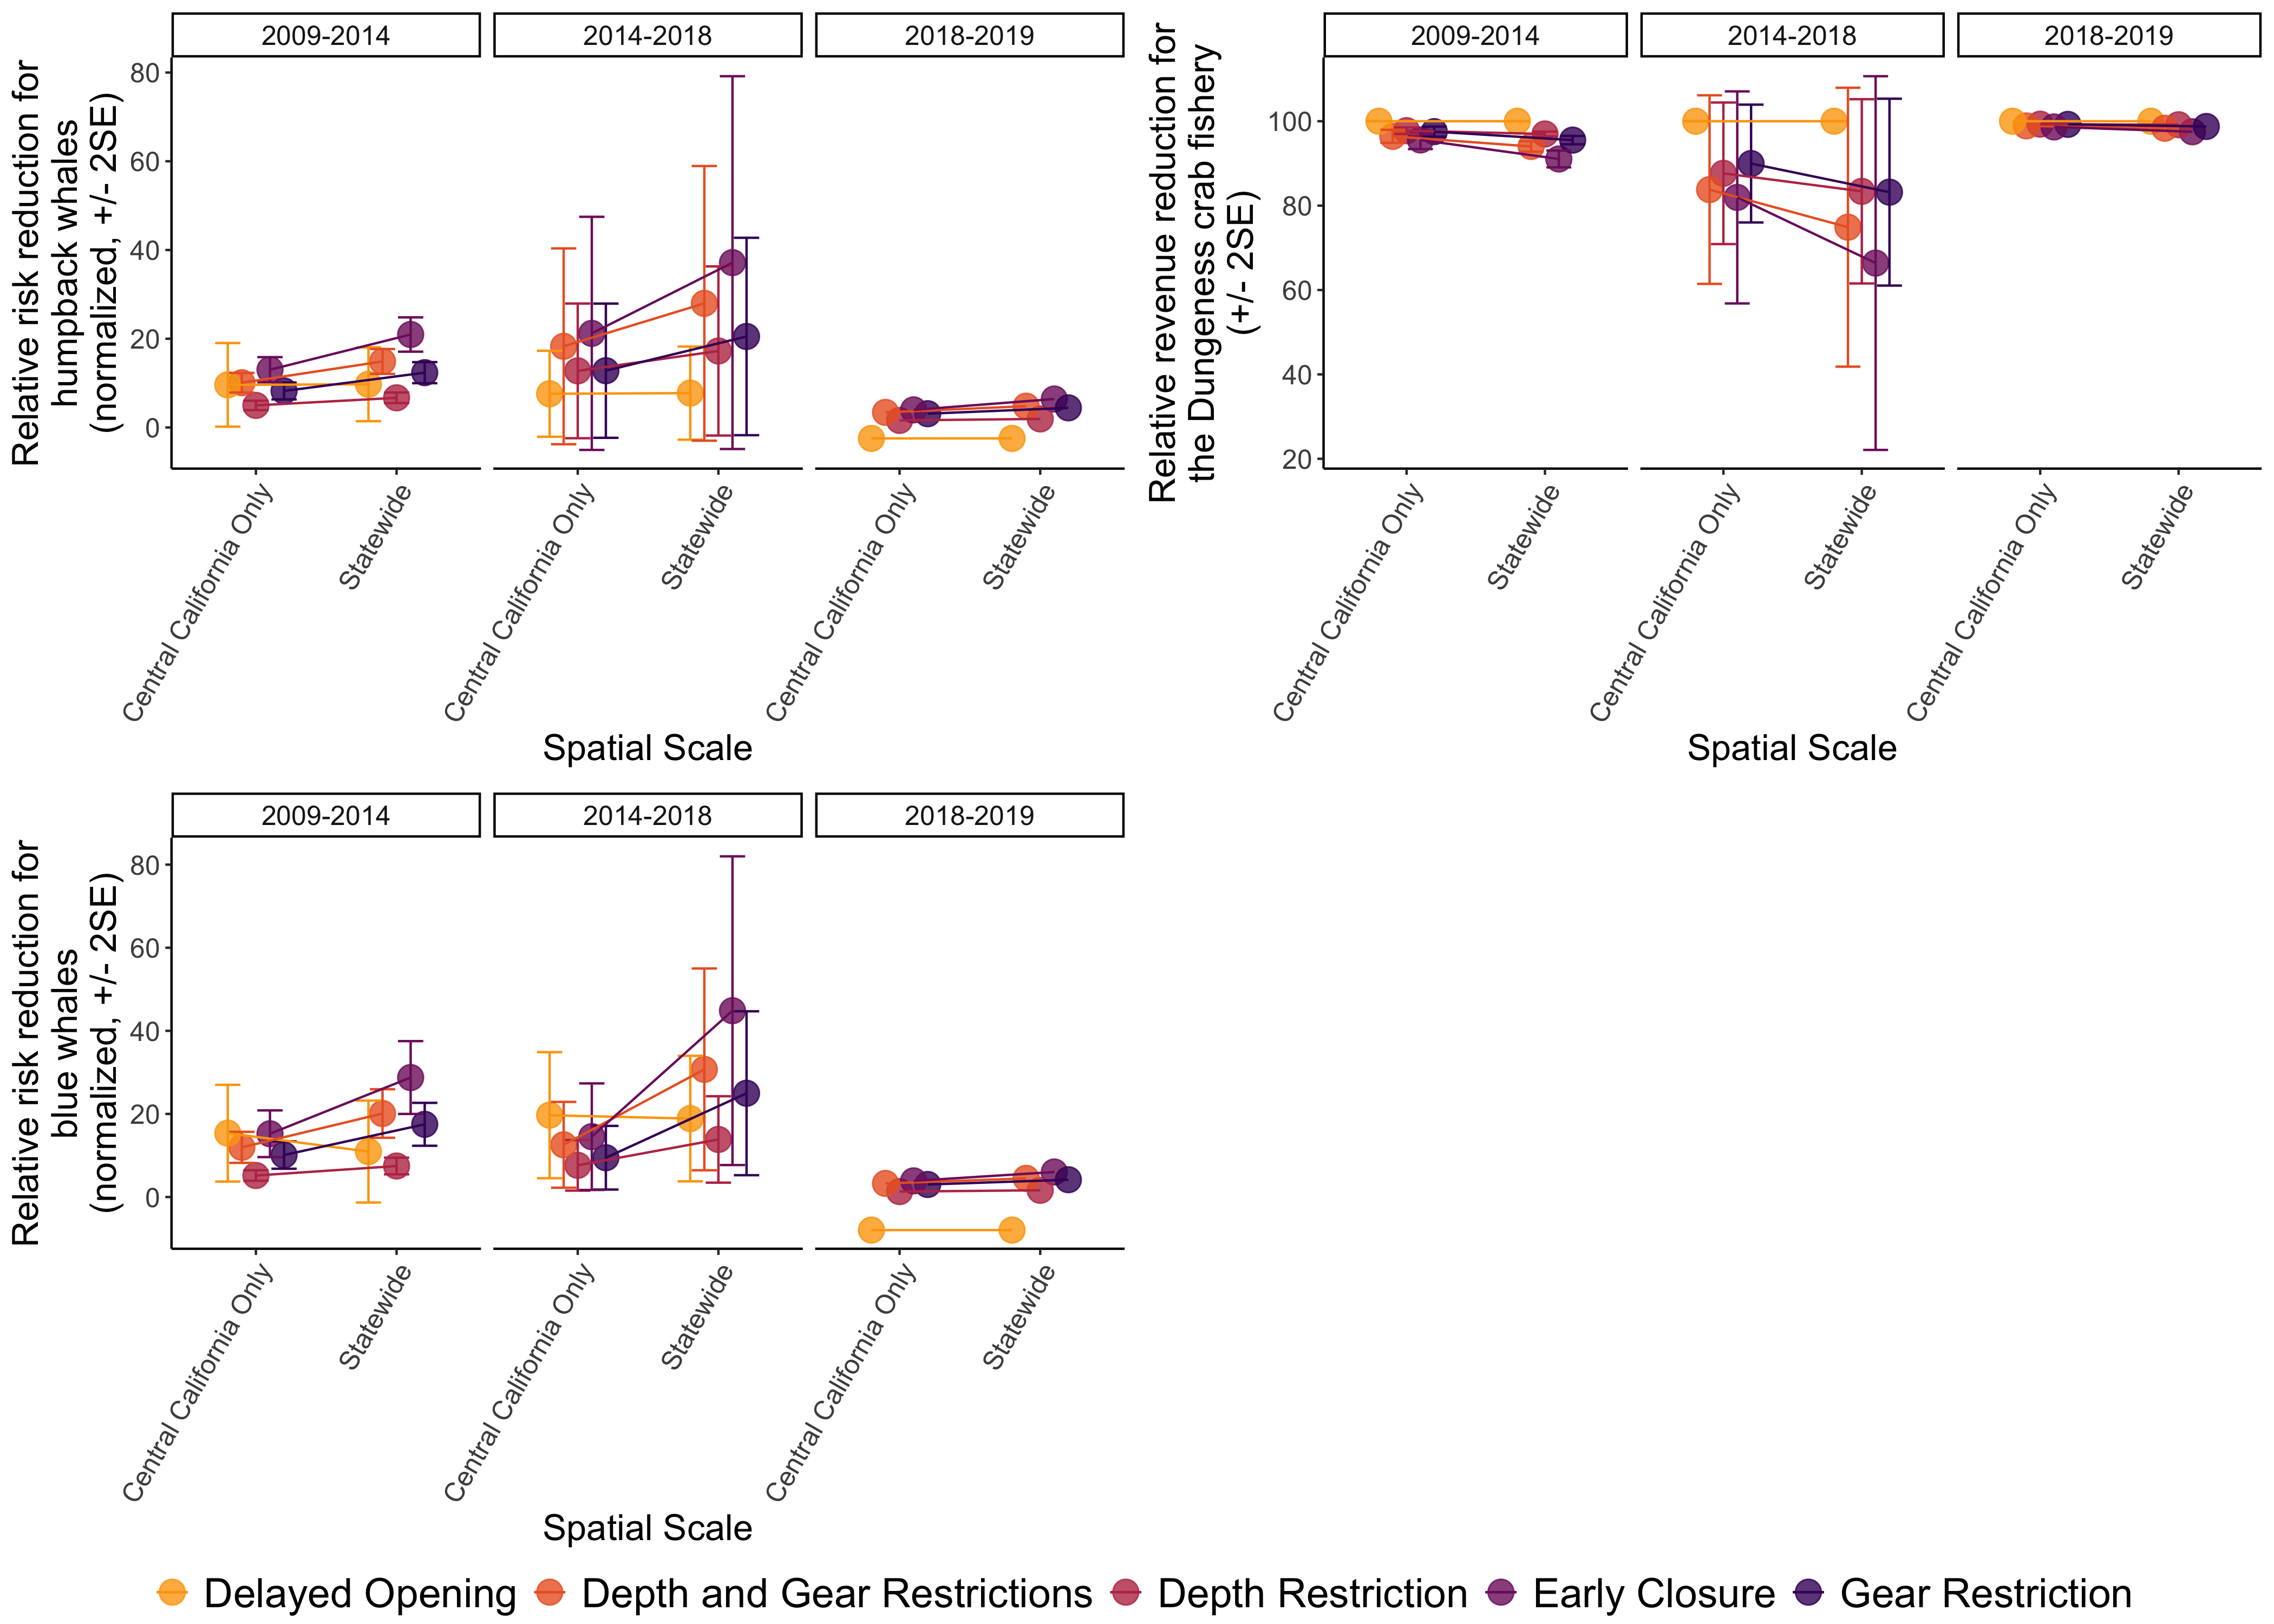 Relative risk reduction for
humpback whales
(normalized, +/- 2SE)
2009-2014
2014-2018
2018-2019
80
60
40
20
0
Central California Only
Statewide
Central California Only
Statewide
Central California Only
Statewide
Spatial Scale
Relative revenue reduction for
the Dungeness crab fishery
(+/- 2SE)
2009-2014
2014-2018
2018-2019
100
80
60
40
20
Central California Only
Statewide
Central California Only
Statewide
Central California Only
Statewide
Spatial Scale
Relative risk reduction for
blue whales
(normalized, +/- 2SE)
2009-2014
2014-2018
2018-2019
80
60
40
20
0
Central California Only
Statewide
Central California Only
Statewide
Central California Only
Statewide
Spatial Scale
Delayed Opening
Depth and Gear Restrictions
Depth Restriction
Early Closure
Gear Restriction